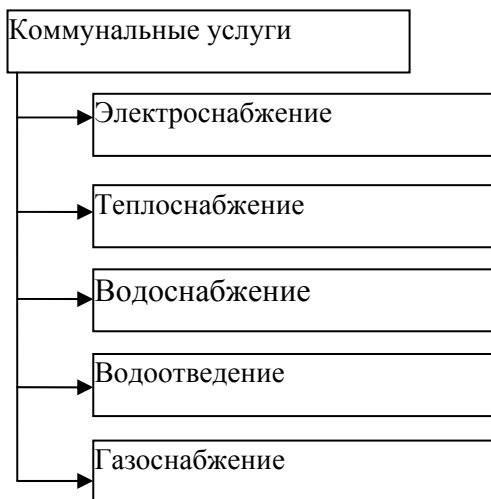 Коммунальные услуги
Электроснабжение
Теплоснабжение
Водоснабжение
Водоотведение
Газоснабжение